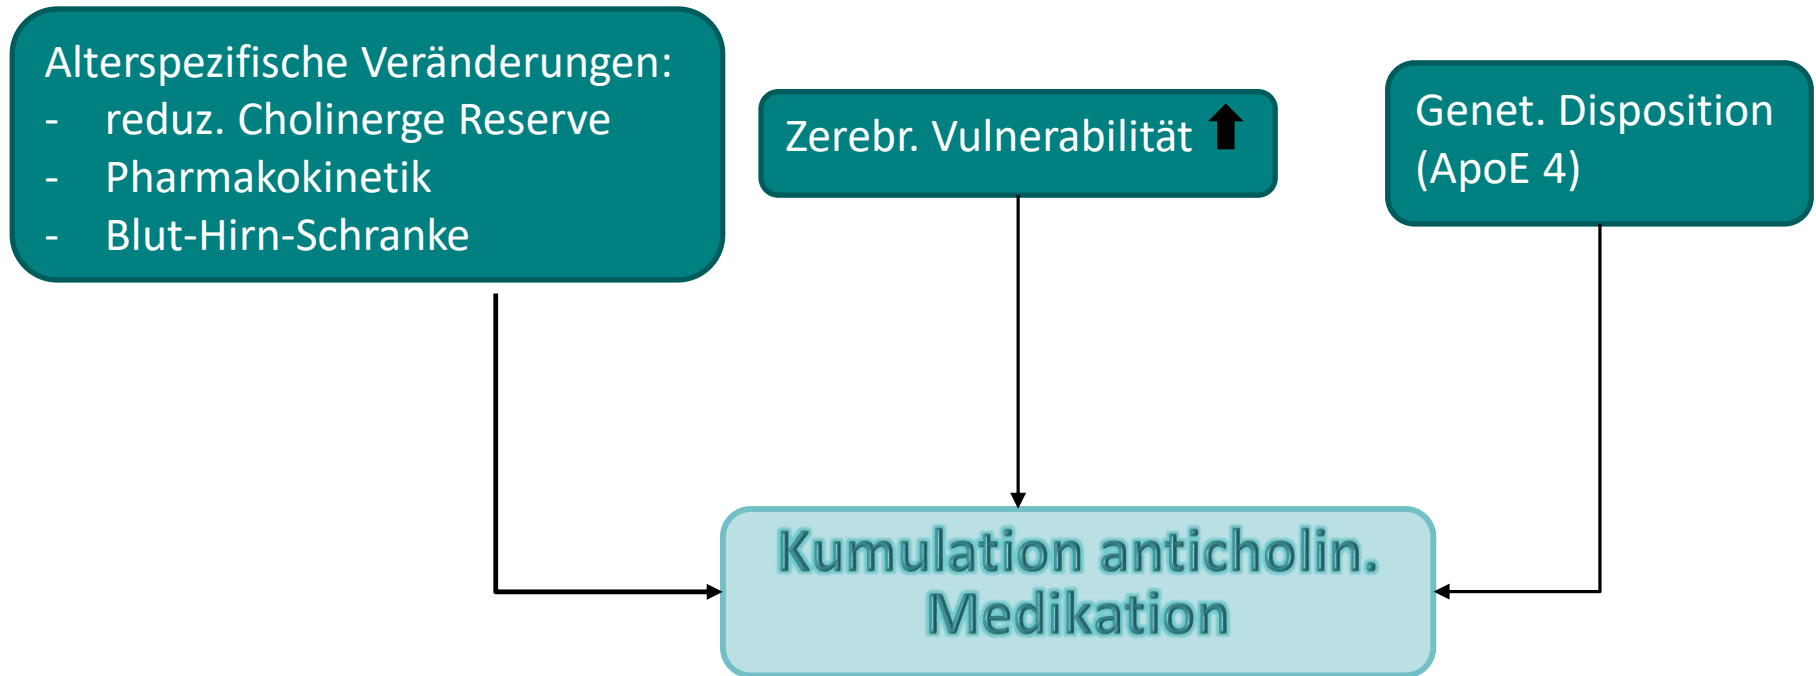 Alterspezifische Veränderungen:
- reduz. Cholinerge Reserve
- Pharmakokinetik
- Blut-Hirn-Schranke
Zerebr. Vulnerabilität
Genet. Disposition
(ApoE 4)
Kumulation anticholin.
Medikation